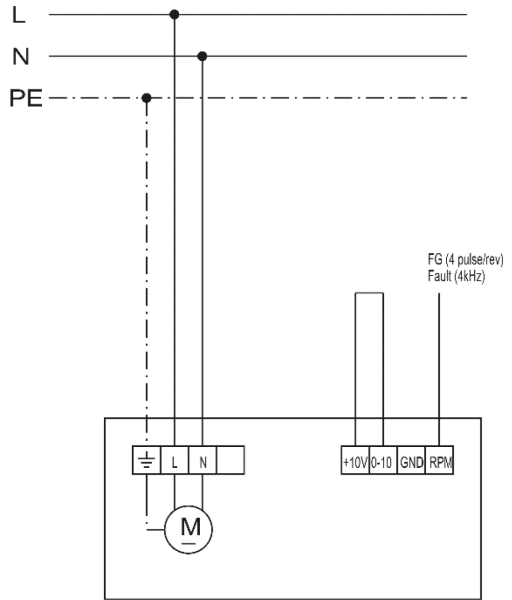 L
N
PE
FG (4 pulse/rev)
Fault (4kHz)
L N
+10V 0-10 GND RPM
M